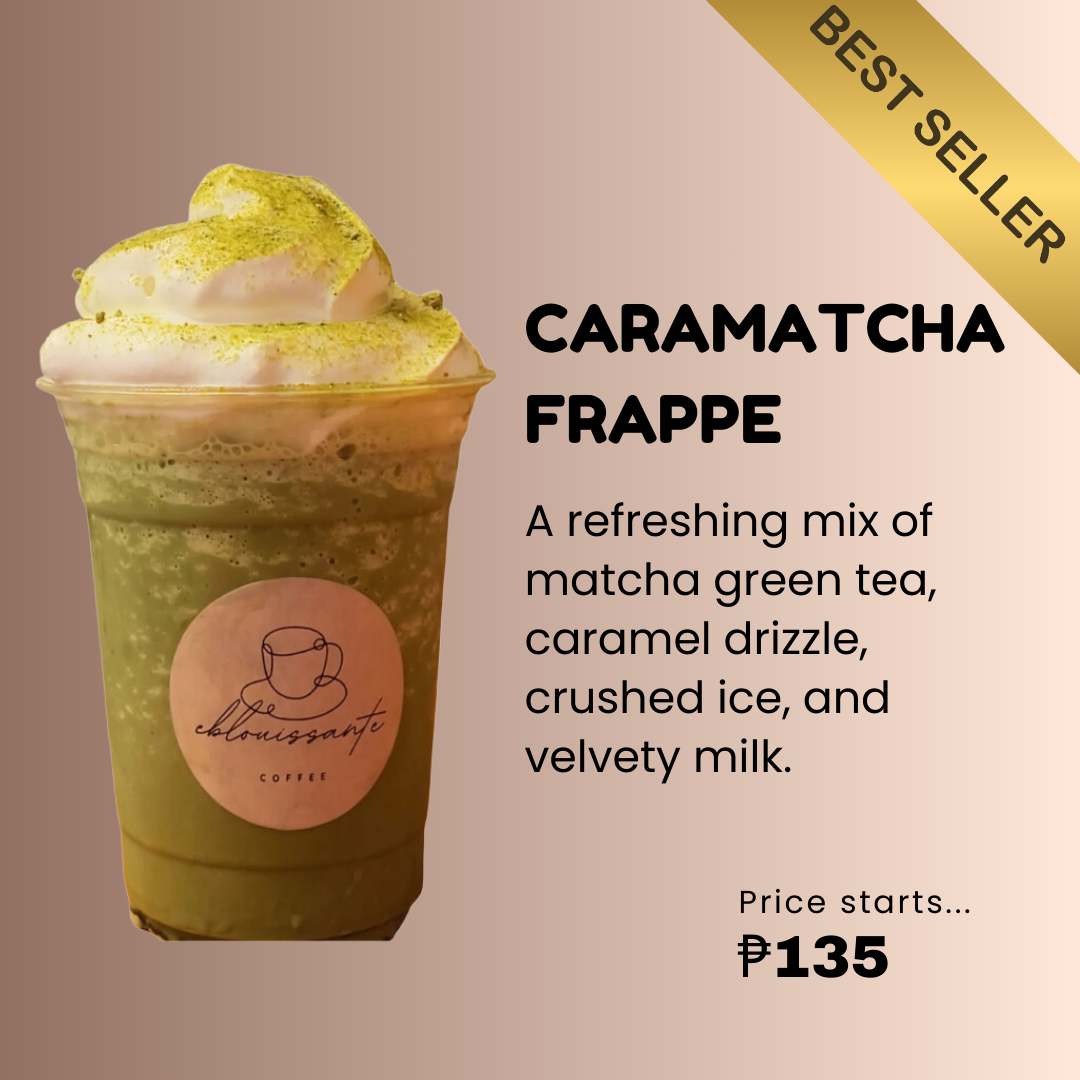 BEST SELLER
CARAMATCHA
FRAPPE
A refreshing mix of
matcha green tea,
caramel drizzle,
crushed ice, and
velvety milk.
eblouissante
COFFEE
Price starts...
₱135